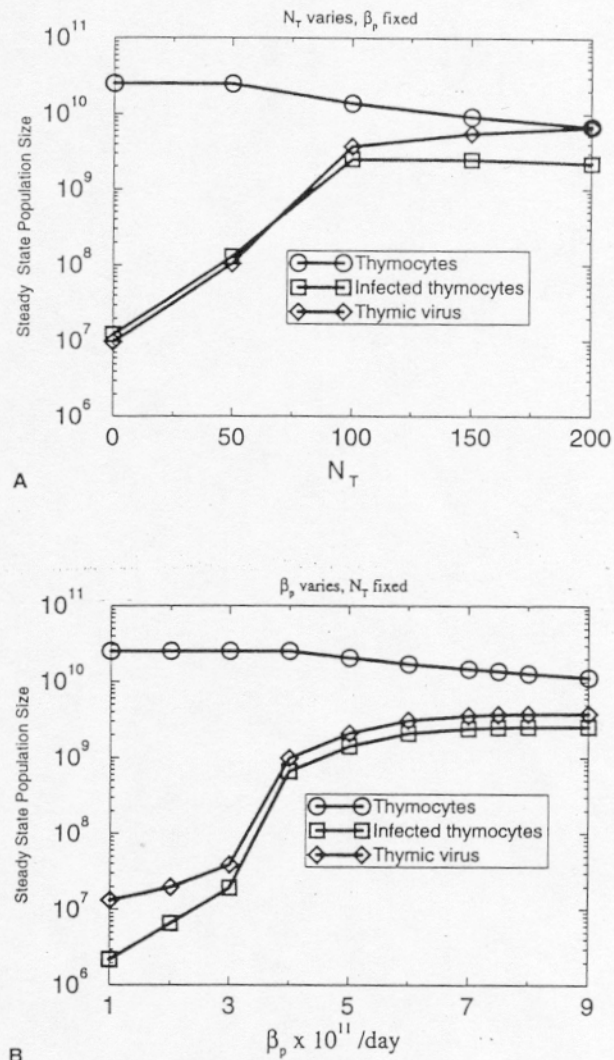 N_T varies, β_p fixed
10^11
10^10
10^9
10^8
10^7
10^6
Steady State Population Size
Thymocytes
Infected thymocytes
Thymic virus
0 50 100 150 200
N_T
A
β_p varies, N_T fixed
10^11
10^10
10^9
10^8
10^7
10^6
Steady State Population Size
Thymocytes
Infected thymocytes
Thymic virus
1 3 5 7 9
β_p x 10^11 /day
B